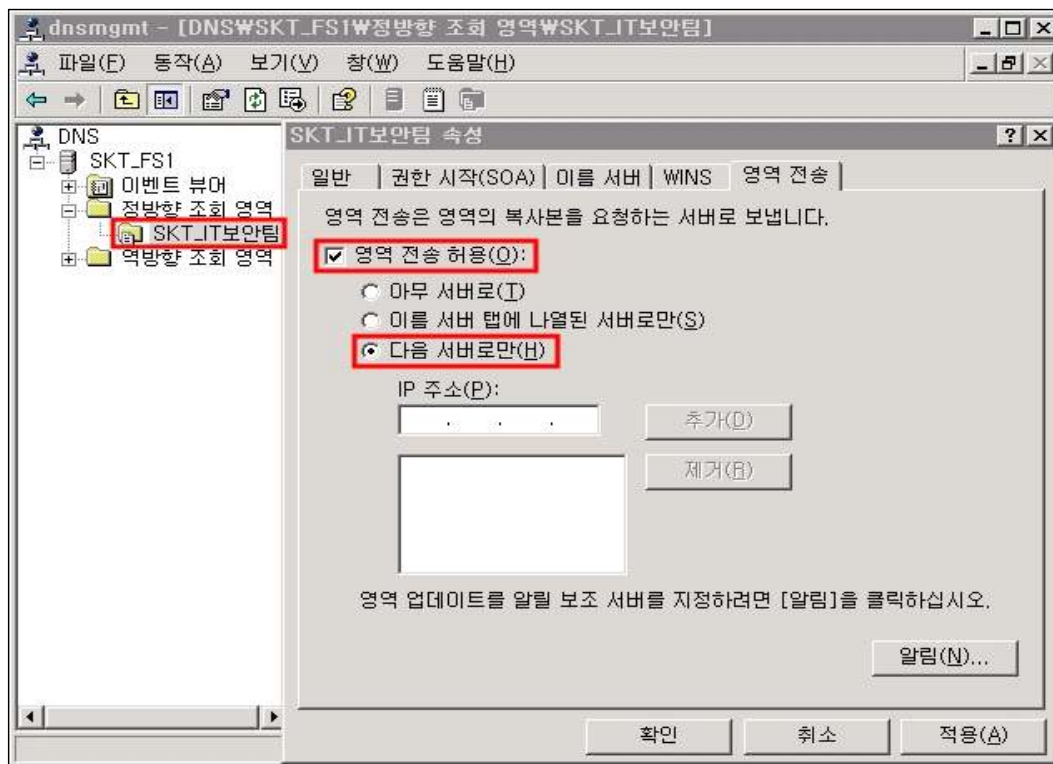 dnsmgmt - [DNS₩SKT_FS1₩정방향 조회 영역₩SKT_IT보안팀]
파일(F) 동작(A) 보기(V) 창(W) 도움말(H)
DNS
SKT_FS1
이벤트 뷰어
정방향 조회 영역
SKT_IT보안팀
역방향 조회 영역
SKT_IT보안팀 속성
일반 권한 시작(SOA) 이름 서버 WINS 영역 전송
영역 전송은 영역의 복사본을 요청하는 서버로 보냅니다.
영역 전송 허용(O):
아무 서버로(T)
이름 서버 탭에 나열된 서버로만(S)
다음 서버로만(H)
IP 주소(P):
추가(D)
제거(R)
영역 업데이트를 알릴 보조 서버를 지정하려면 [알림]을 클릭하십시오.
알림(N)...
확인 취소 적용(A)